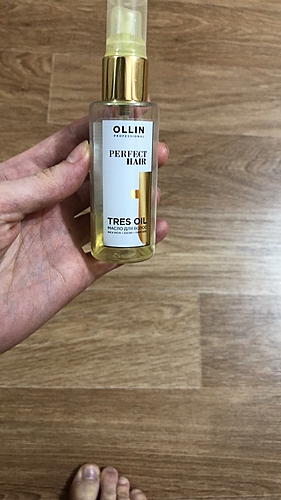 OLLIN
PROFESSIONAL
PERFECT
HAIR
TRES OIL
МАСЛО ДЛЯ ВОЛОС